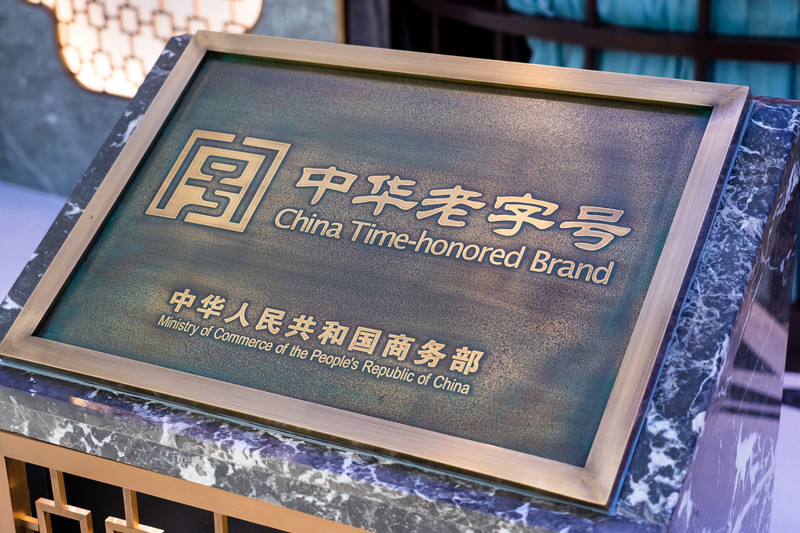 中华老字号
China Time-honored Brand
中华人民共和国商务部
Ministry of Commerce of the People's Republic of China